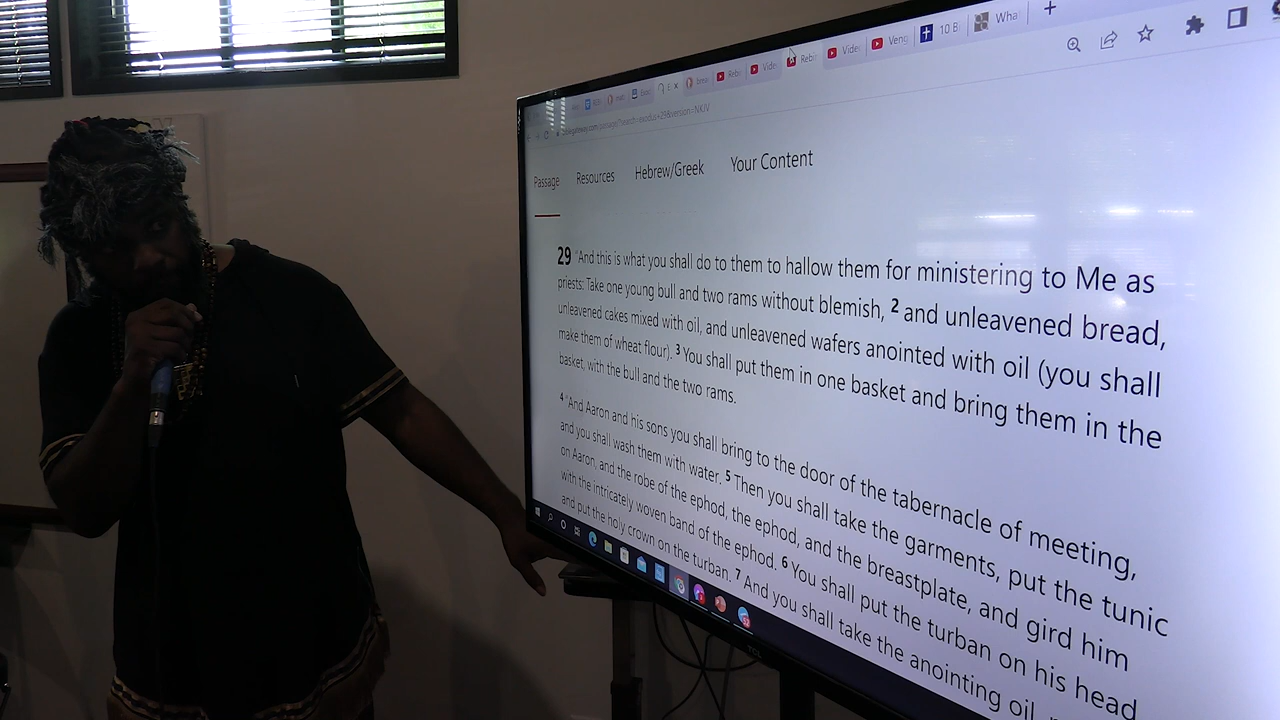 10 B
Wha
Passage Resources Hebrew/Greek Your Content
29 "And this is what you shall do to them to hallow them for ministering to Me as
priests: Take one young bull and two rams without blemish, 2 and unleavened bread,
unleavened cakes mixed with oil, and unleavened wafers anointed with oil (you shall
make them of wheat flour). 3 You shall put them in one basket and bring them in the
basket, with the bull and the two rams.
4 "And Aaron and his sons you shall bring to the door of the tabernacle of meeting,
and you shall wash them with water. 5 Then you shall take the garments, put the tunic
on Aaron, and the robe of the ephod, the ephod, and the breastplate, and gird him
with the intricately woven band of the ephod. 6 You shall put the turban on his head
and put the holy crown on the turban. 7 And you shall take the anointing oil,
TCL